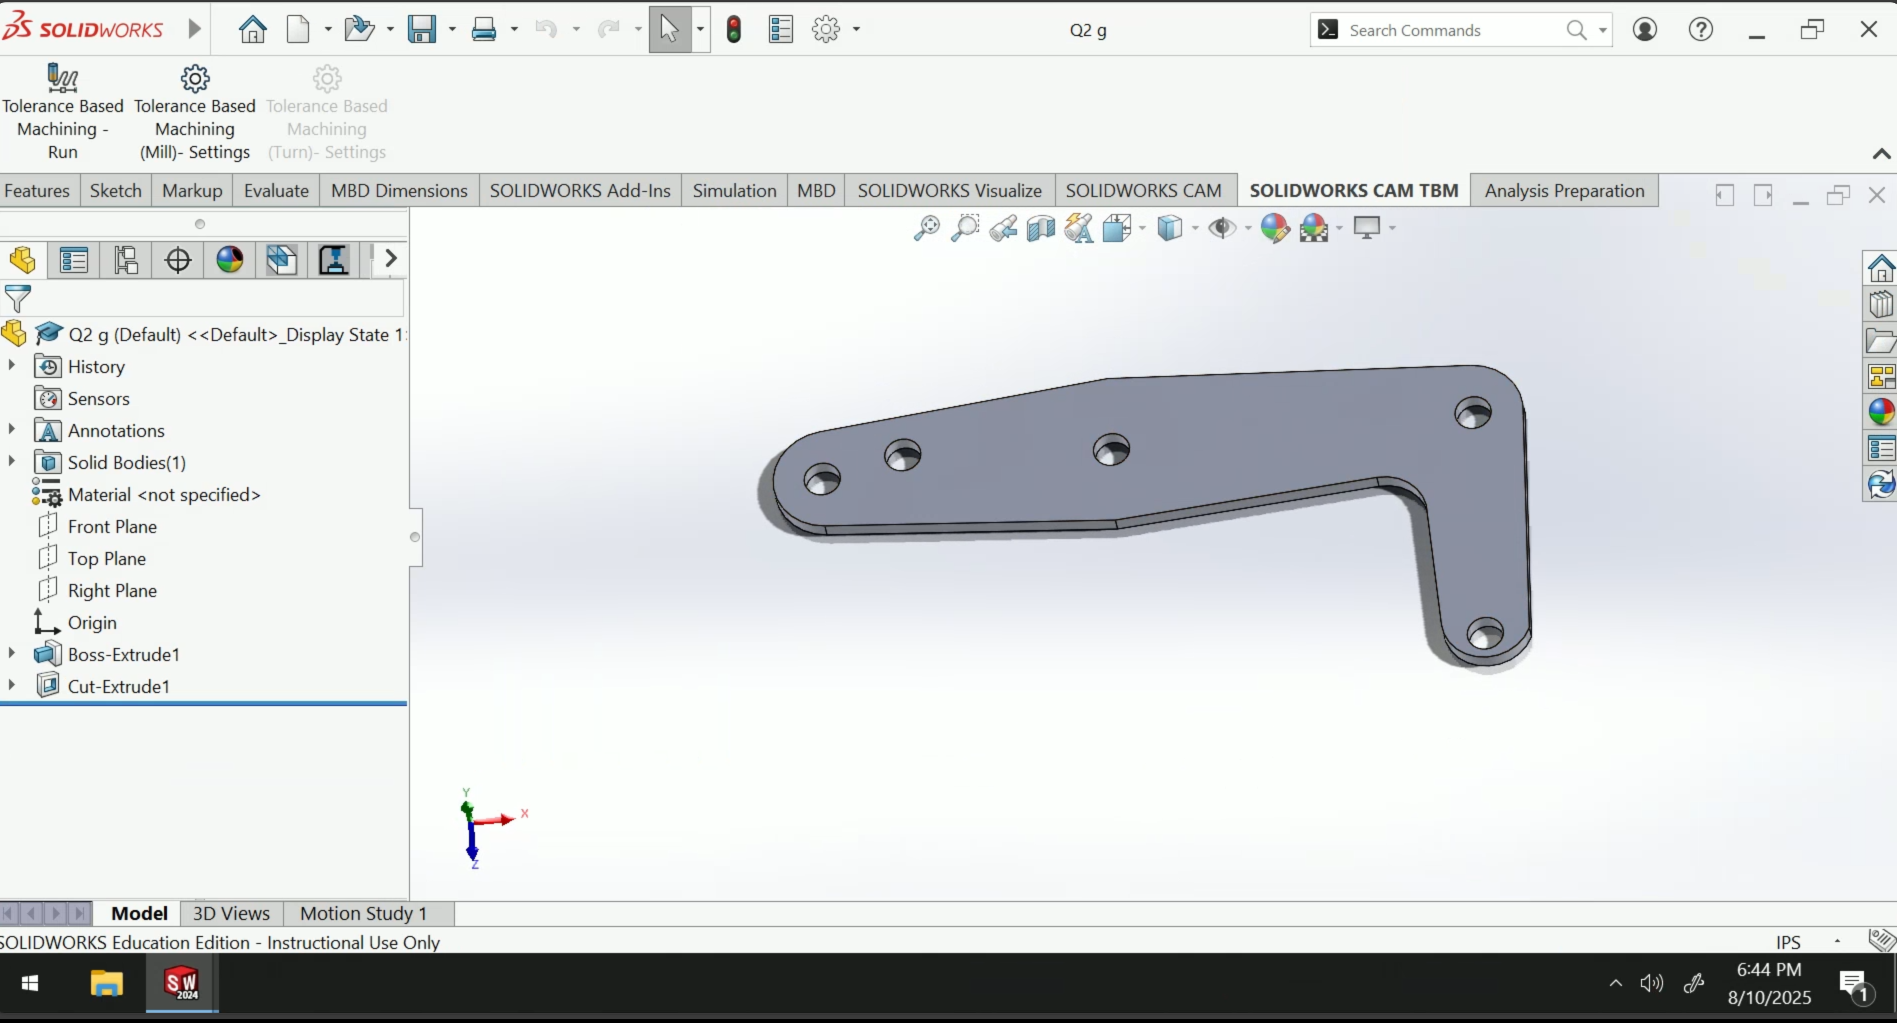 SOLIDWORKS
Q2 g
Search Commands
Tolerance Based
Machining -
Run
Tolerance Based
Machining
(Mill)- Settings
Tolerance Based
Machining
(Turn)- Settings
Features Sketch Markup Evaluate MBD Dimensions SOLIDWORKS Add-Ins Simulation MBD SOLIDWORKS Visualize SOLIDWORKS CAM SOLIDWORKS CAM TBM Analysis Preparation
Q2 g (Default) <<Default>_Display State 1
History
Sensors
Annotations
Solid Bodies(1)
Material <not specified>
Front Plane
Top Plane
Right Plane
Origin
Boss-Extrude1
Cut-Extrude1
Y
X
Z
Model 3D Views Motion Study 1
SOLIDWORKS Education Edition - Instructional Use Only
IPS
SW
2024
6:44 PM
8/10/2025
1